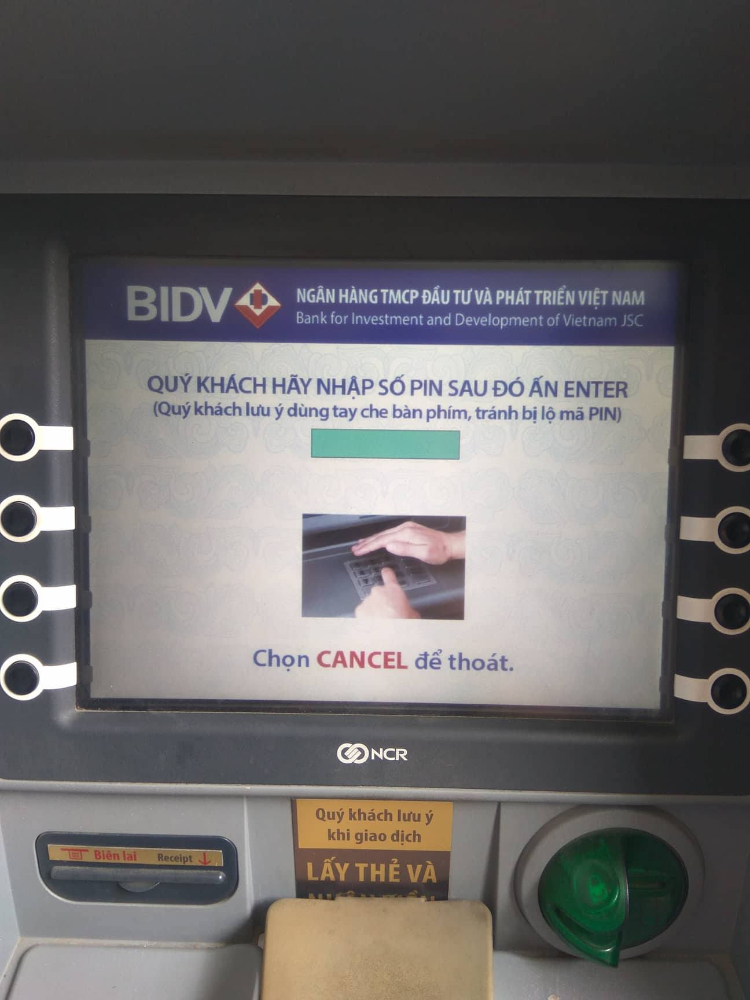 BIDV
NGÂN HÀNG TMCP ĐẦU TƯ VÀ PHÁT TRIỂN VIỆT NAM
Bank for Investment and Development of Vietnam JSC
QUÝ KHÁCH HÃY NHẬP SỐ PIN SAU ĐÓ ẤN ENTER
(Quý khách lưu ý dùng tay che bàn phím, tránh bị lộ mã PIN)
Chọn CANCEL để thoát.
NCR
Quý khách lưu ý
khi giao dịch
LẤY THẺ VÀ
Biên lai Receipt